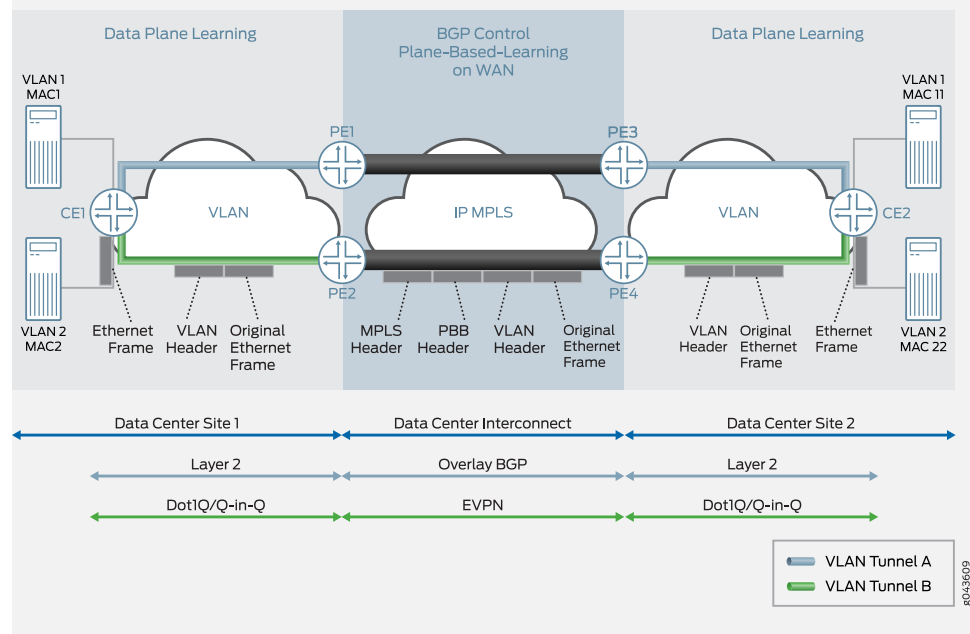 Data Plane Learning
BGP Control
Plane-Based-Learning
on WAN
Data Plane Learning
VLAN 1
MAC1
VLAN 1
MAC 11
PE1
PE3
CE1
VLAN
IP MPLS
VLAN
CE2
PE2
PE4
VLAN 2
MAC2
Ethernet
Frame
VLAN
Header
Original
Ethernet
Frame
MPLS
Header
PBB
Header
VLAN
Header
Original
Ethernet
Frame
VLAN
Header
Original
Ethernet
Frame
Ethernet
Frame
VLAN 2
MAC 22
Data Center Site 1
Data Center Interconnect
Data Center Site 2
Layer 2
Overlay BGP
Layer 2
Dot1Q/Q-in-Q
EVPN
Dot1Q/Q-in-Q
VLAN Tunnel A
VLAN Tunnel B
g043609